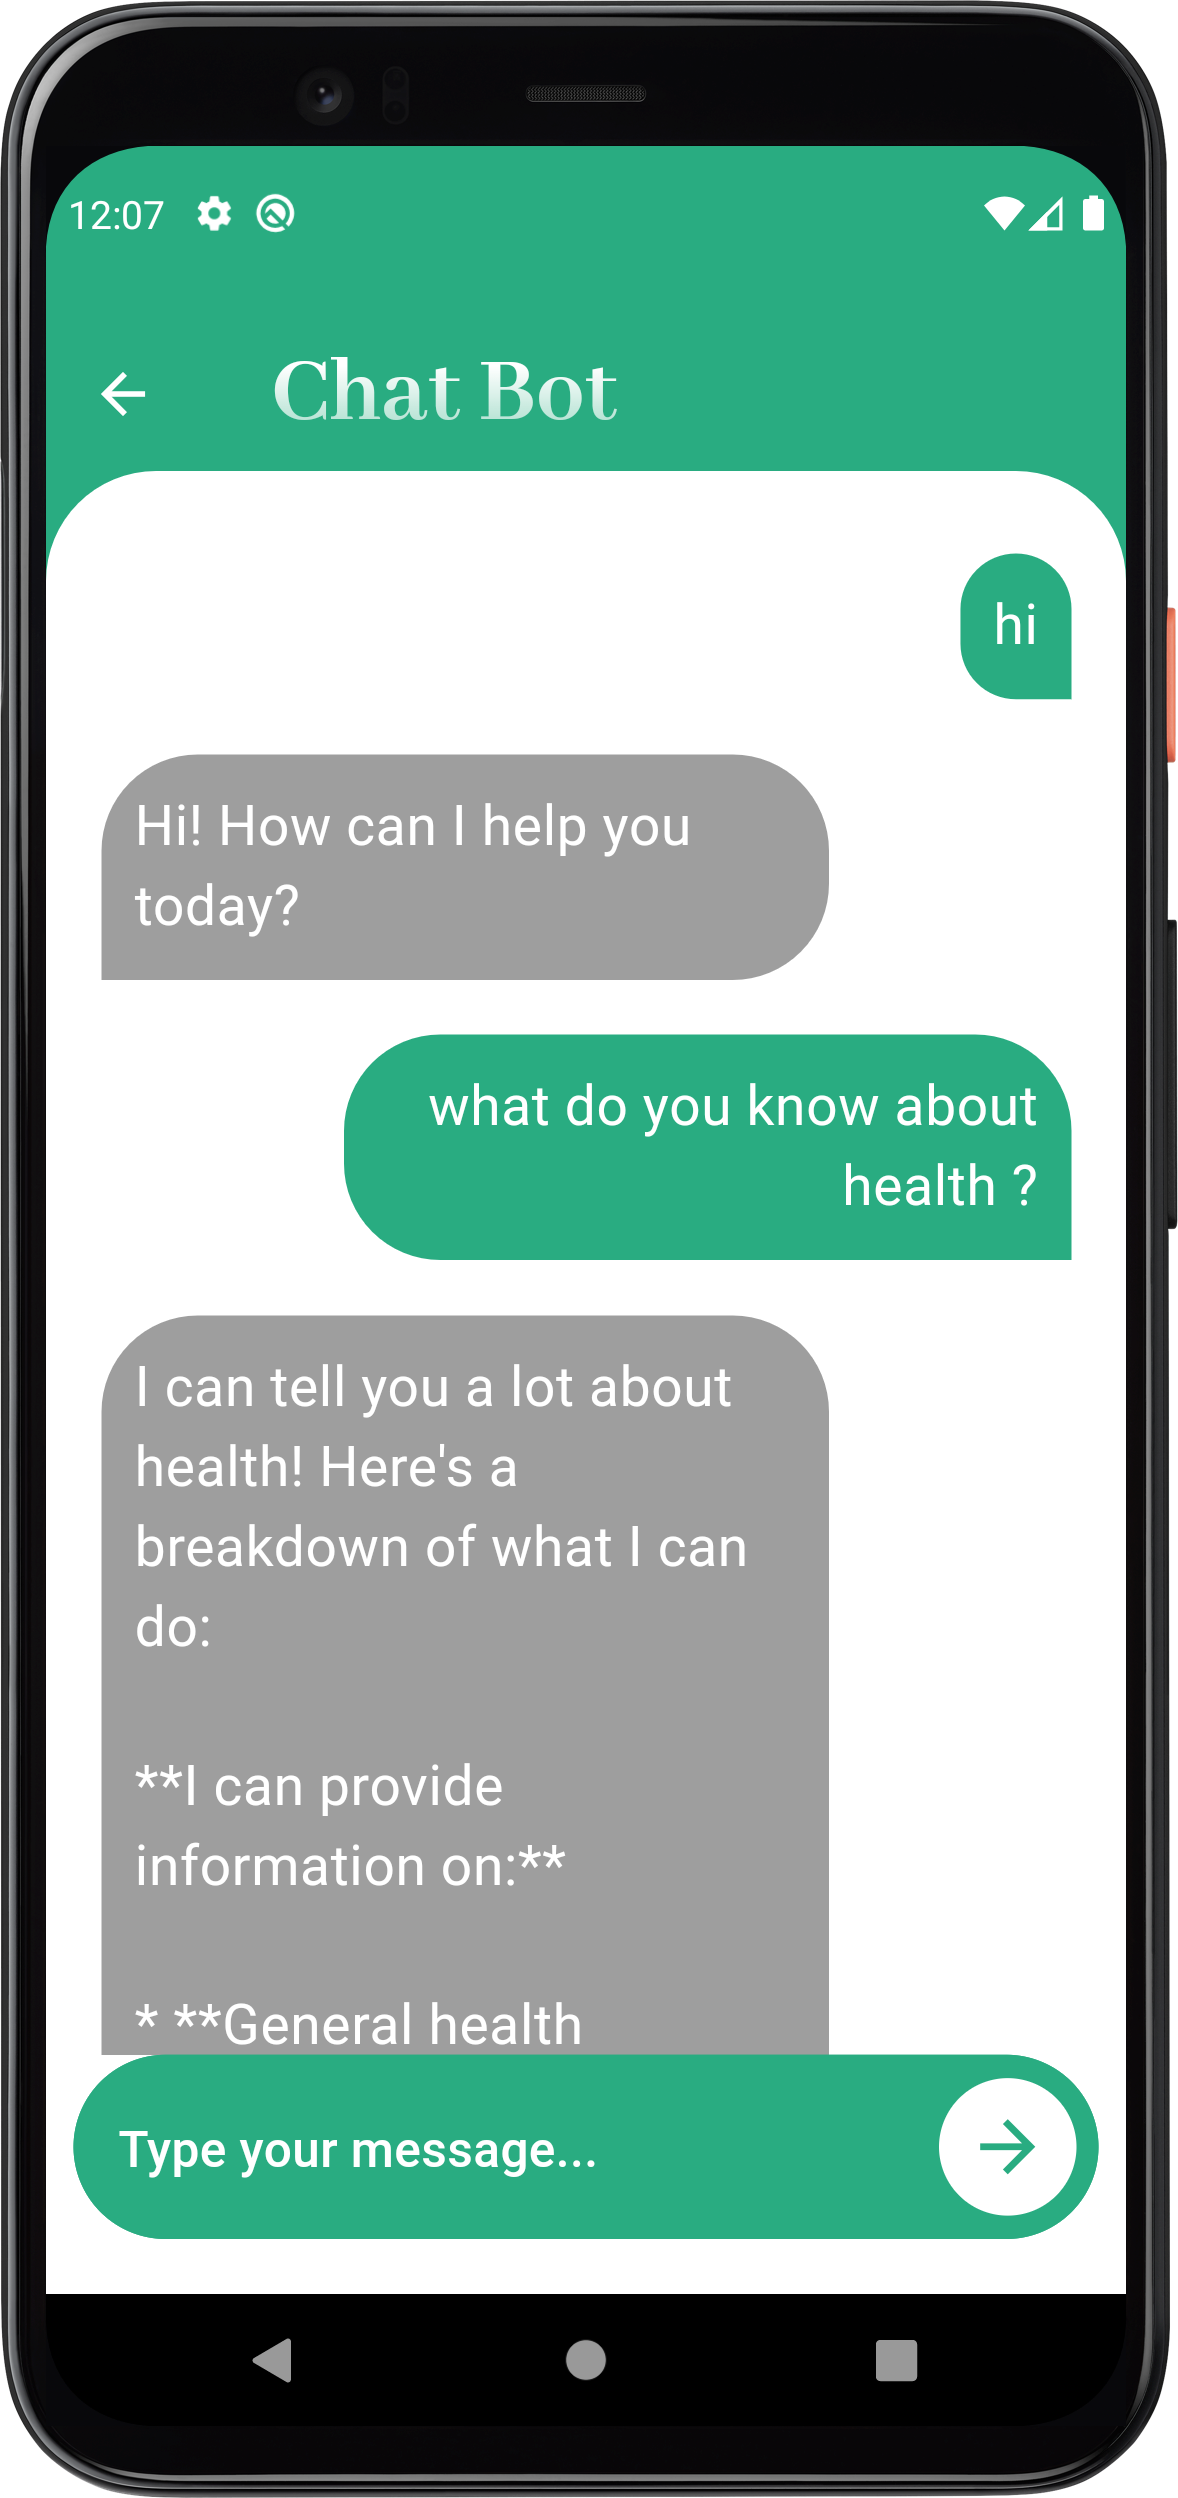 12:07
Chat Bot
hi
Hi! How can I help you
today?
what do you know about
health ?
I can tell you a lot about
health! Here's a
breakdown of what I can
do:
**I can provide
information on:**
* **General health
Type your message...